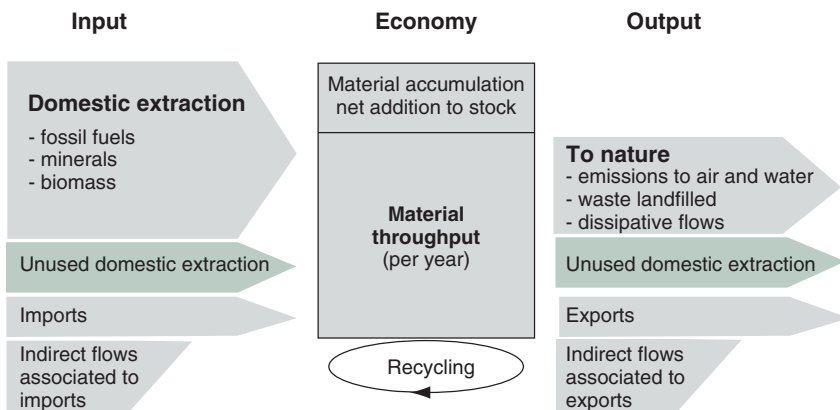 Input
Economy
Output
Domestic extraction
- fossil fuels
- minerals
- biomass
Unused domestic extraction
Imports
Indirect flows
associated to
imports
Material accumulation
net addition to stock
Material
throughput
(per year)
Recycling
To nature
- emissions to air and water
- waste landfilled
- dissipative flows
Unused domestic extraction
Exports
Indirect flows
associated to
exports